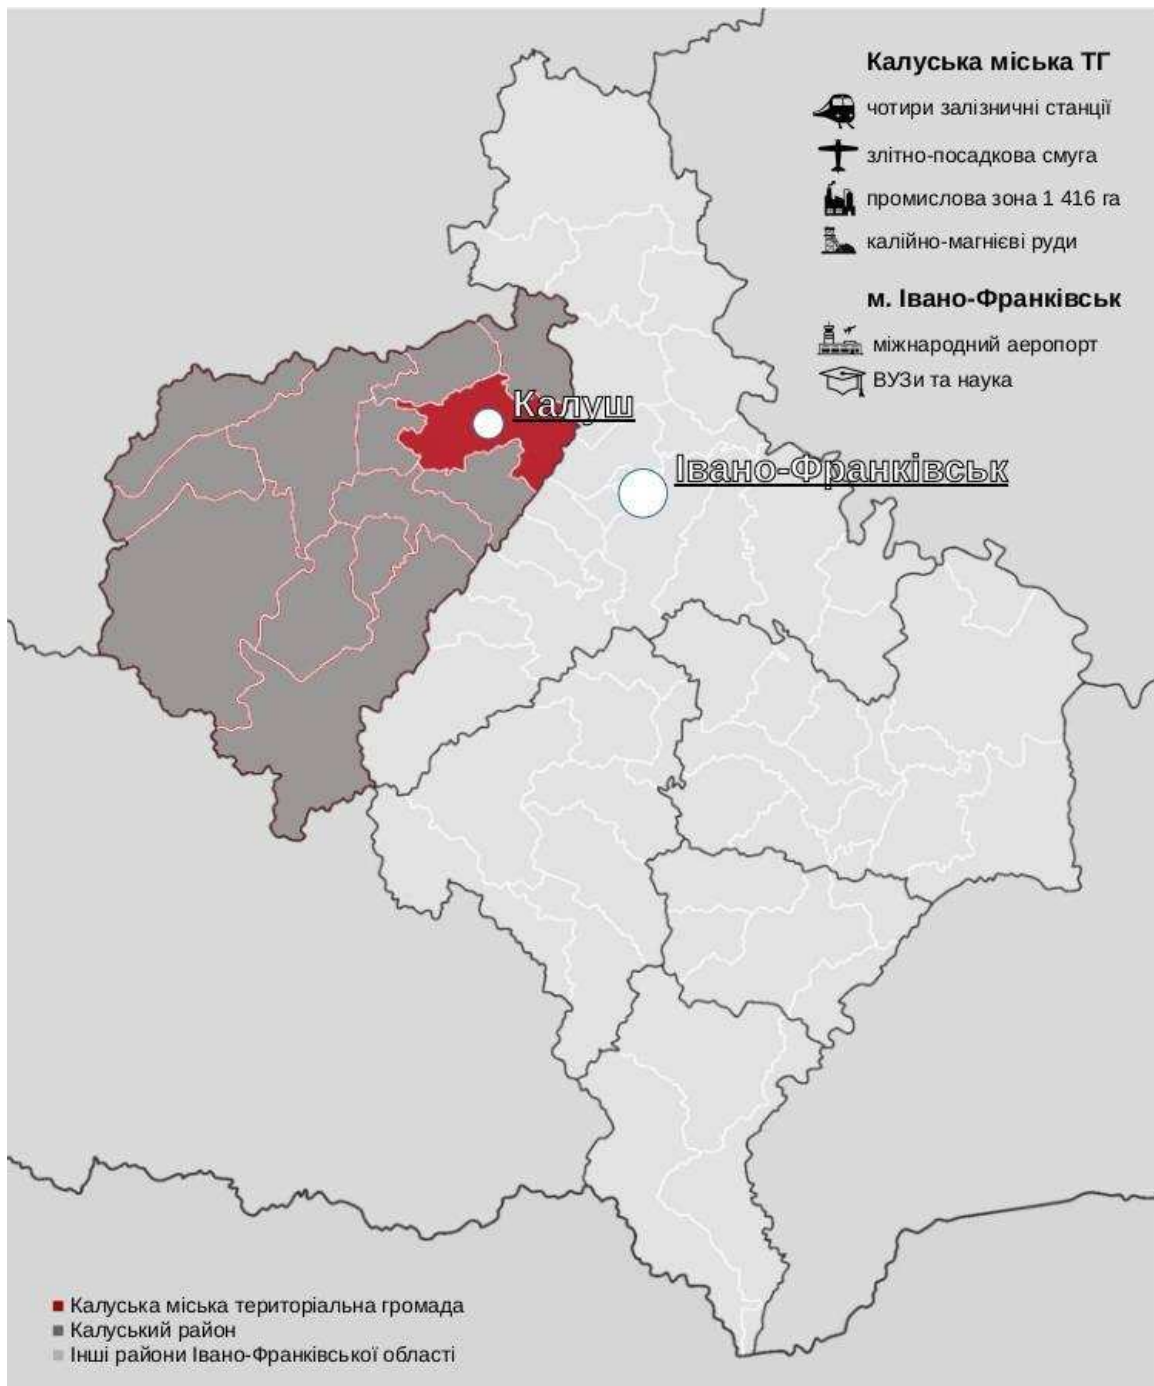 Калуська міська ТГ
чотири залізничні станції
злітно-посадкова смуга
промислова зона 1 416 га
калійно-магнієві руди
м. Івано-Франківськ
міжнародний аеропорт
ВУЗи та наука
Калуш
Івано-Франківськ
Калуська міська територіальна громада
Калуський район
Інші райони Івано-Франківської області